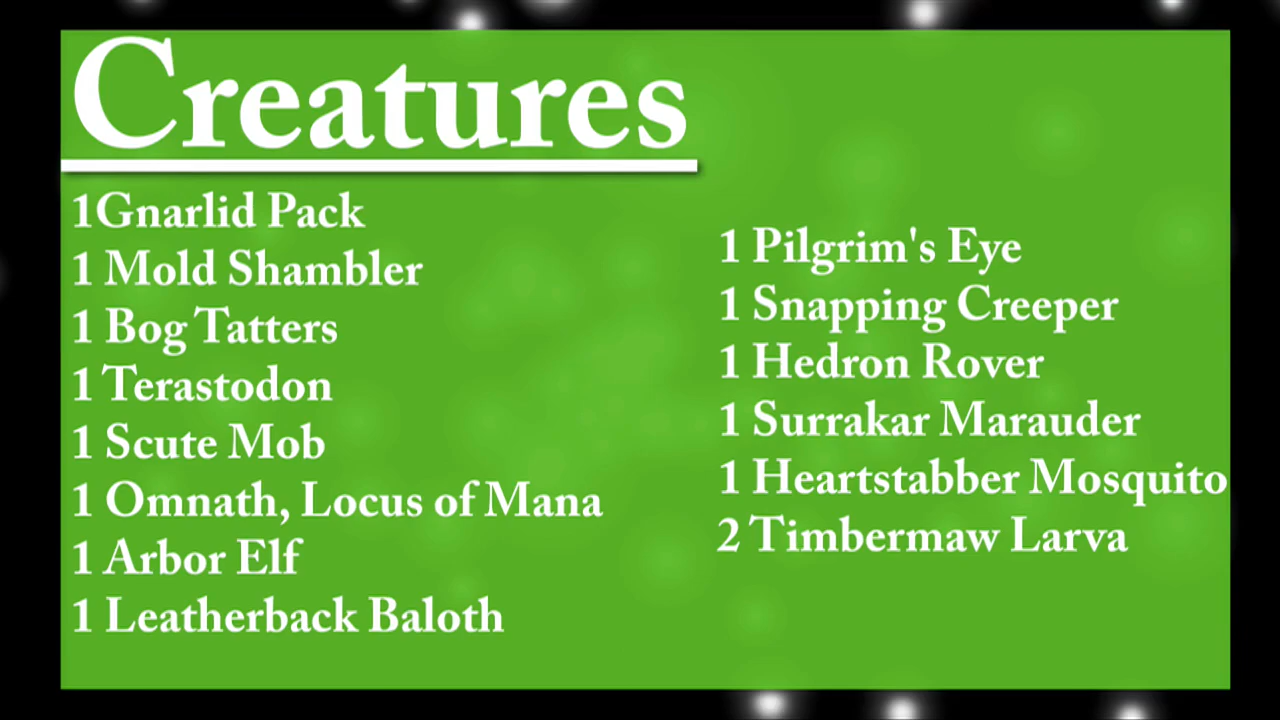 Creatures
1Gnarlid Pack
1 Mold Shambler
1 Bog Tatters
1 Terastodon
1 Scute Mob
1 Omnath, Locus of Mana
1 Arbor Elf
1 Leatherback Baloth
1 Pilgrim's Eye
1 Snapping Creeper
1 Hedron Rover
1 Surrakar Marauder
1 Heartstabber Mosquito
2 Timbermaw Larva